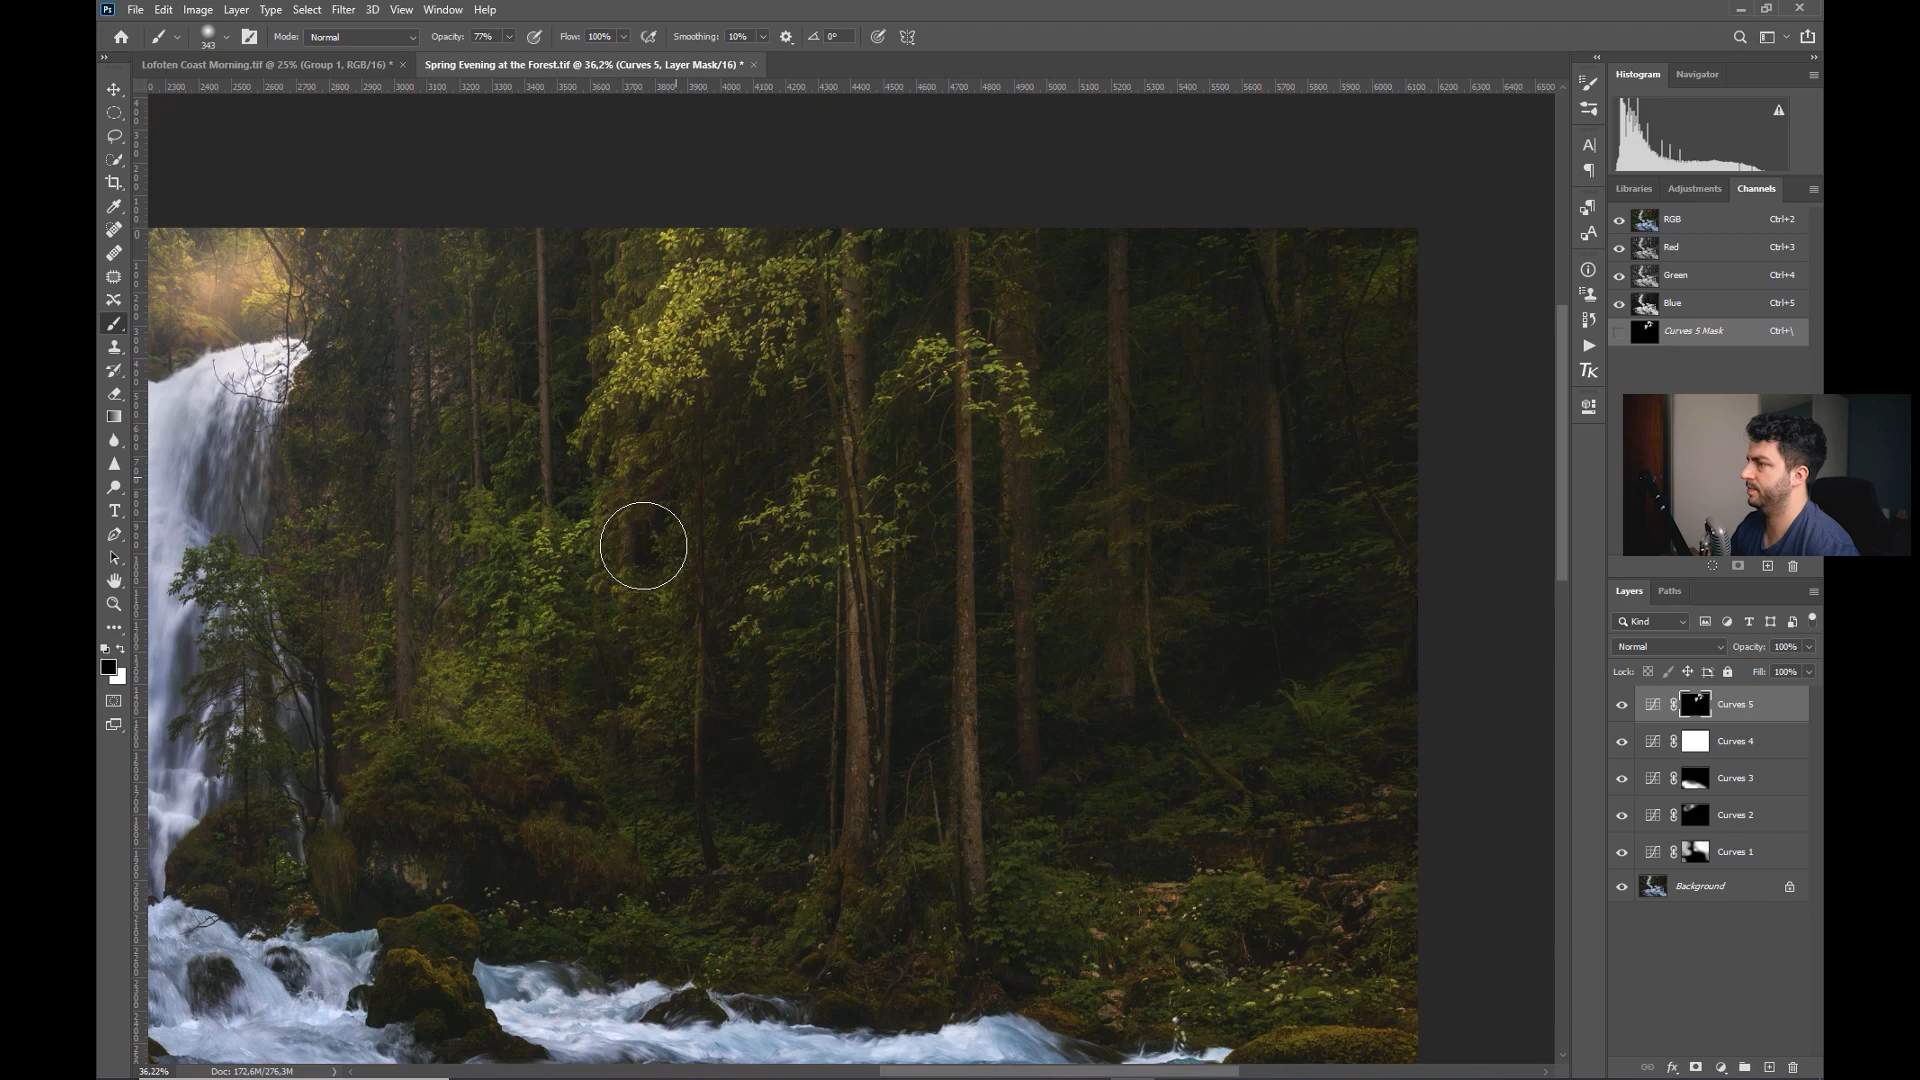 Ps File Edit Image Layer Type Select Filter 3D View Window Help
343 Mode: Normal Opacity: 77% Flow: 100% Smoothing: 10% 0°
Lofoten Coast Morning.tif @ 25% (Group 1, RGB/16) * × Spring Evening at the Forest.tif @ 36,2% (Curves 5, Layer Mask/16) * ×
0 2300 2400 2500 2600 2700 2800 2900 3000 3100 3200 3300 3400 3500 3600 3700 3800 3900 4000 4100 4200 4300 4400 4500 4600 4700 4800 4900 5000 5100 5200 5300 5400 5500 5600 5700 5800 5900 6000 6100 6200 6300 6400 6500
Histogram Navigator
Libraries Adjustments Channels
RGB Ctrl+2
Red Ctrl+3
Green Ctrl+4
Blue Ctrl+5
Curves 5 Mask Ctrl+\
TK
Layers Paths
Kind
Normal Opacity: 100%
Lock: Fill: 100%
Curves 5
Curves 4
Curves 3
Curves 2
Curves 1
Background
36,22% Doc: 172,6M/276,3M